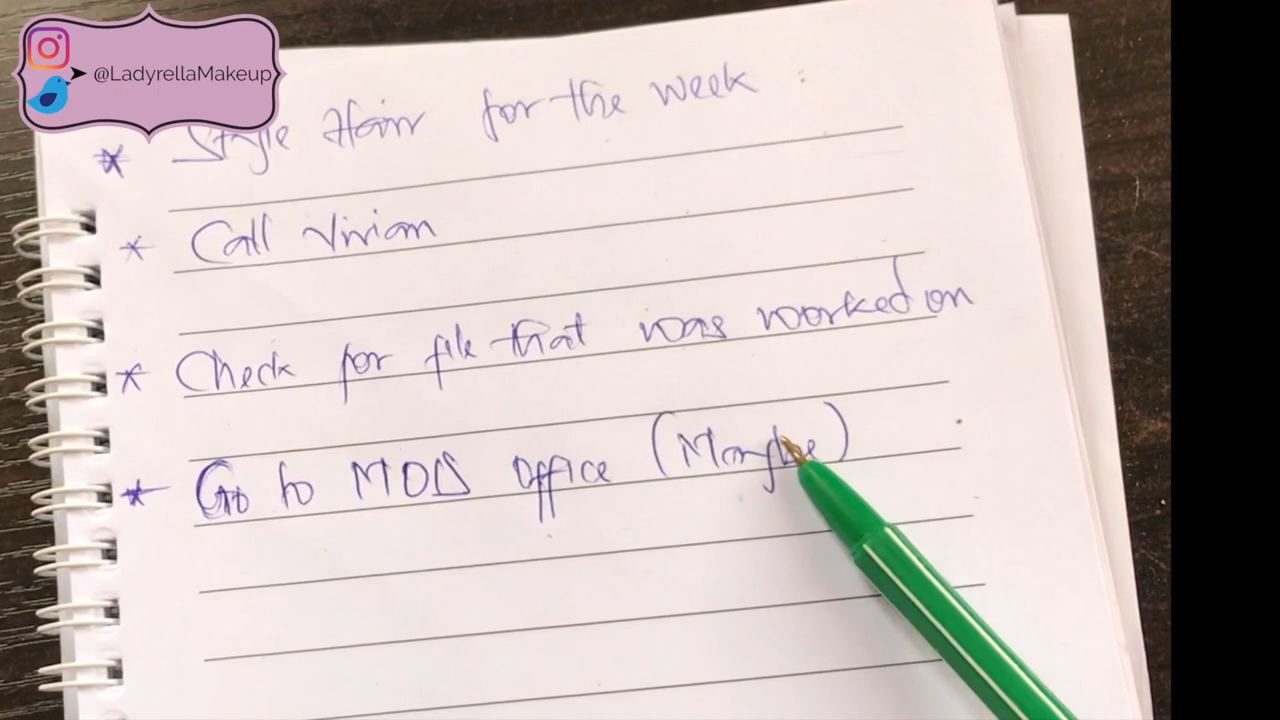 @LadyrellaMakeup
* Style Hair for the week :
* Call Vivian
* Check for file that was worked on
* Go to MDS Office (Maybe)